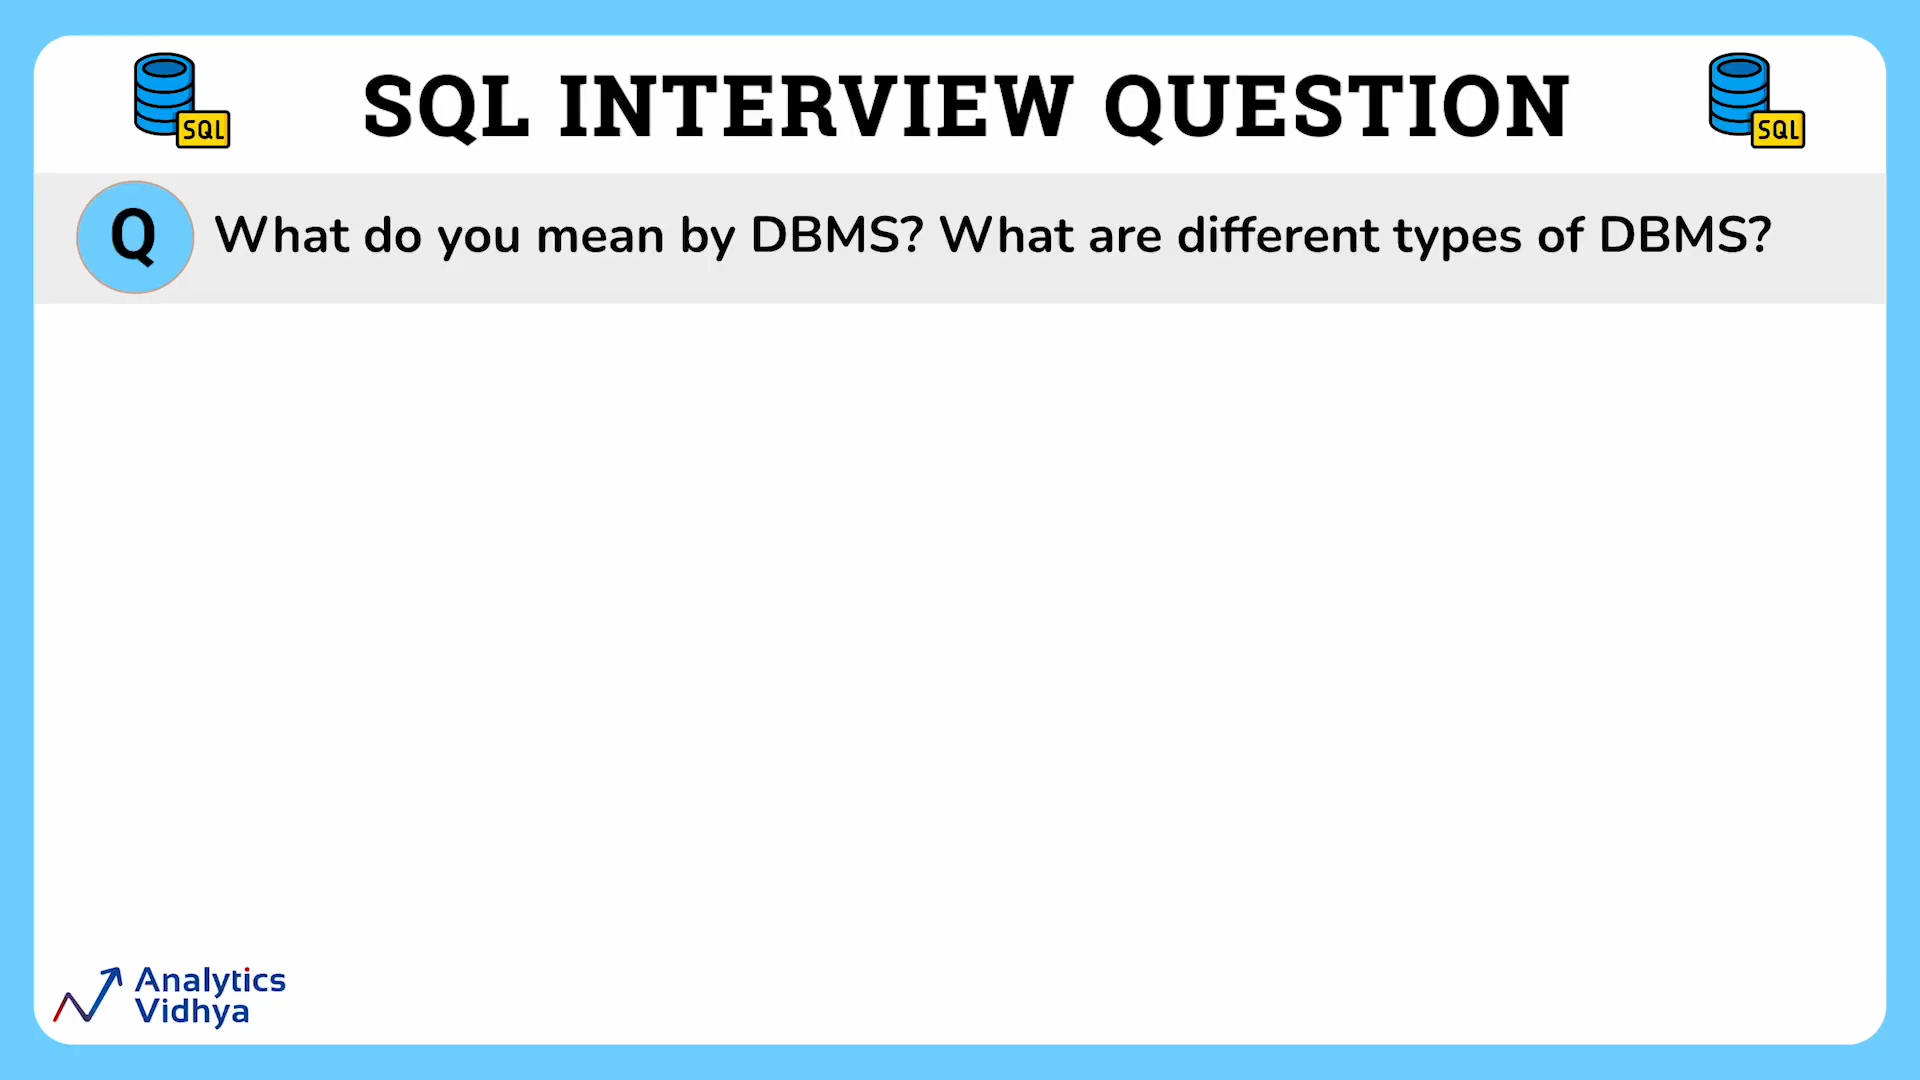 SQL
SQL INTERVIEW QUESTION
SQL
Q
What do you mean by DBMS? What are different types of DBMS?
Analytics
Vidhya